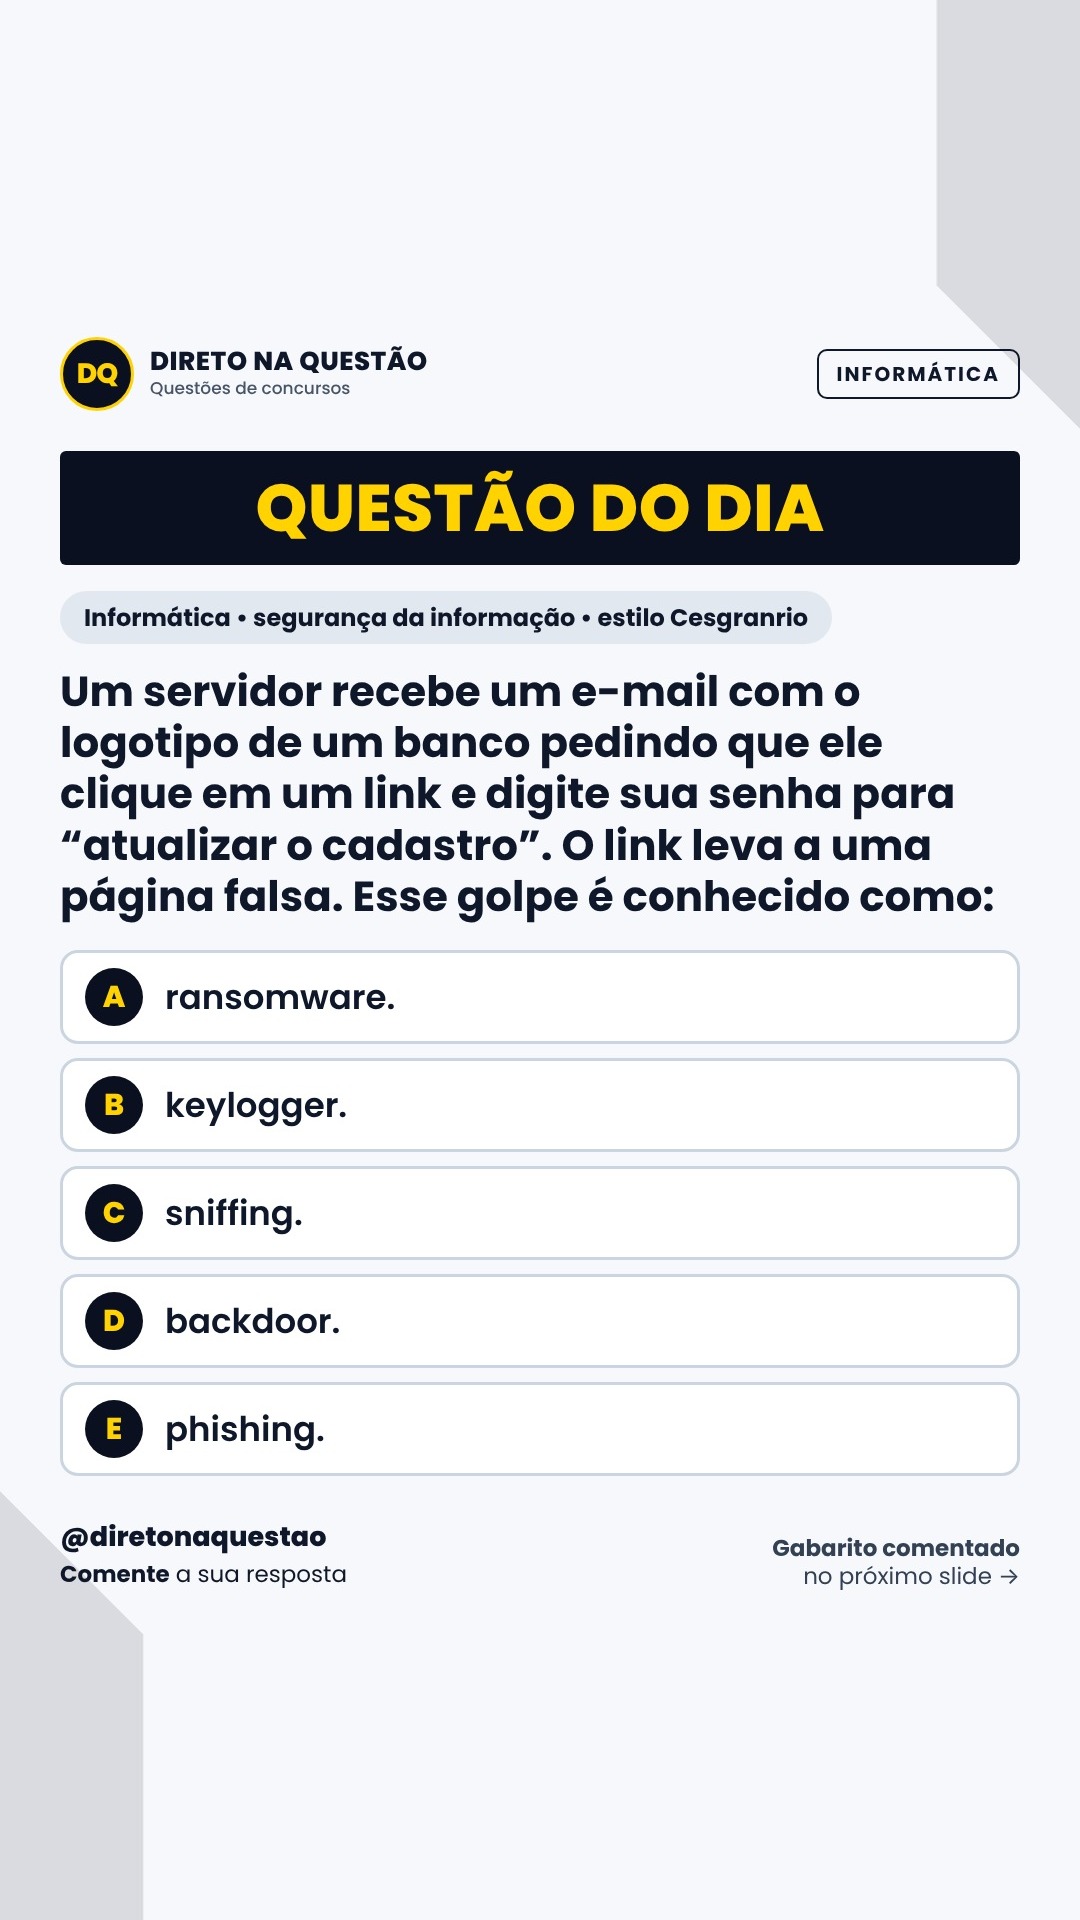 DQ
DIRETO NA QUESTÃO
Questões de concursos
INFORMÁTICA
QUESTÃO DO DIA
Informática • segurança da informação • estilo Cesgranrio
Um servidor recebe um e-mail com o
logotipo de um banco pedindo que ele
clique em um link e digite sua senha para
“atualizar o cadastro”. O link leva a uma
página falsa. Esse golpe é conhecido como:
A ransomware.
B keylogger.
C sniffing.
D backdoor.
E phishing.
@diretonaquestao
Comente a sua resposta
Gabarito comentado
no próximo slide →